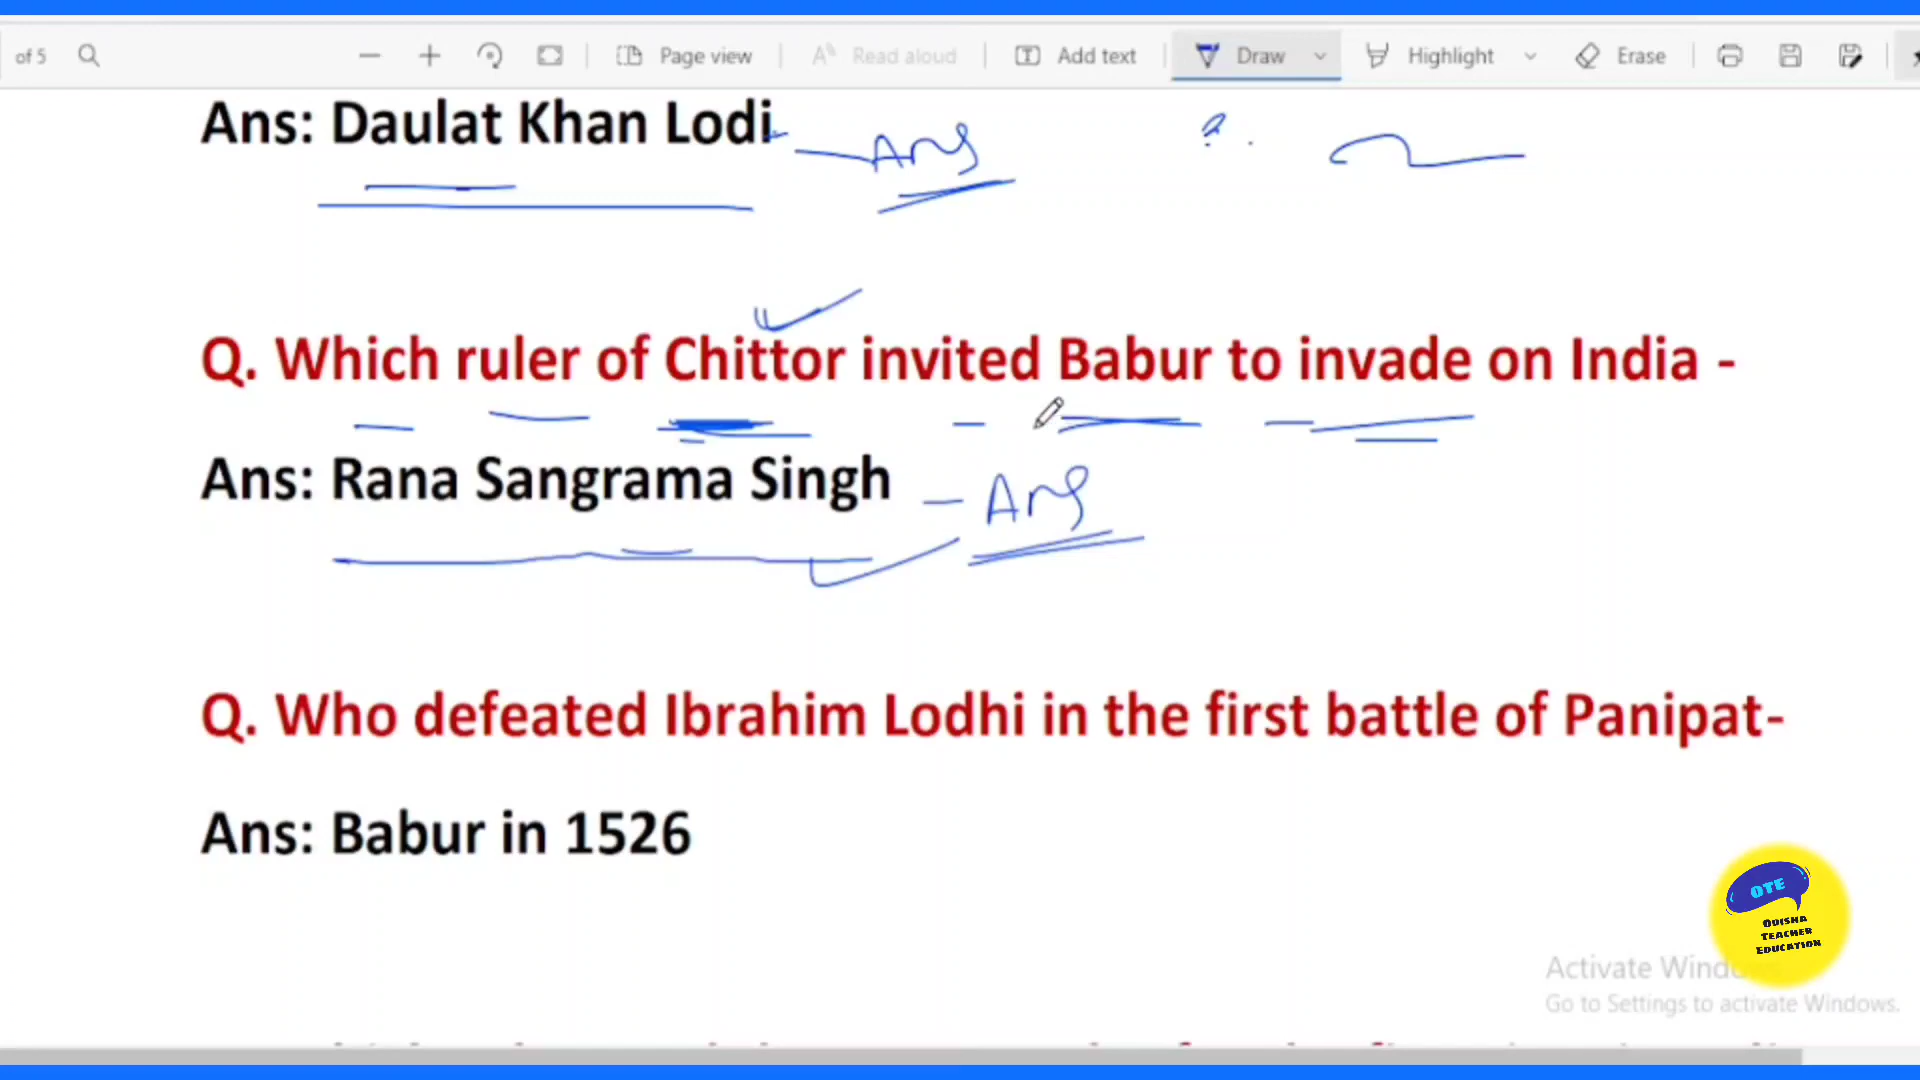 of 5 Page view Read aloud Add text Draw Highlight Erase
Ans: Daulat Khan Lodi - Ans ?
Q. Which ruler of Chittor invited Babur to invade on India -
Ans: Rana Sangrama Singh - Ans
Q. Who defeated Ibrahim Lodhi in the first battle of Panipat-
Ans: Babur in 1526
OTE
ODISHA
TEACHER
EDUCATION
Activate Windo
Go to Settings to activate Windows.